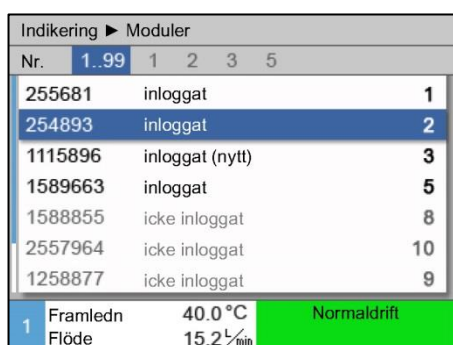 Indikering ► Moduler
Nr. 1..99 1 2 3 5
255681 inloggat 1
254893 inloggat 2
1115896 inloggat (nytt) 3
1589663 inloggat 5
1588855 icke inloggat 8
2557964 icke inloggat 10
1258877 icke inloggat 9
1 Framledn 40.0 °C Normaldrift
Flöde 15.2 L/min